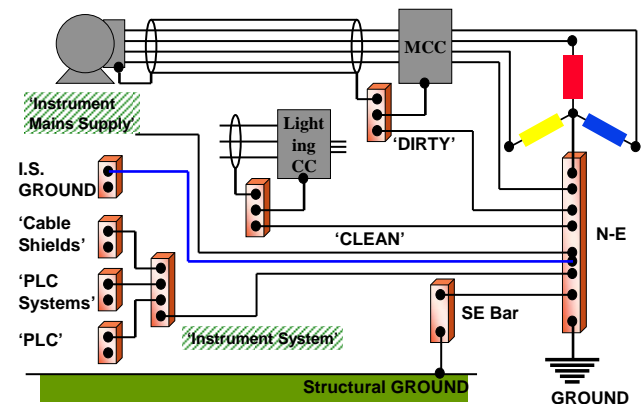 MCC
'Instrument
Mains Supply'
Light
ing
CC
'DIRTY'
I.S.
GROUND
'Cable
Shields'
'CLEAN'
N-E
'PLC
Systems'
SE Bar
'PLC'
'Instrument System'
Structural GROUND
GROUND